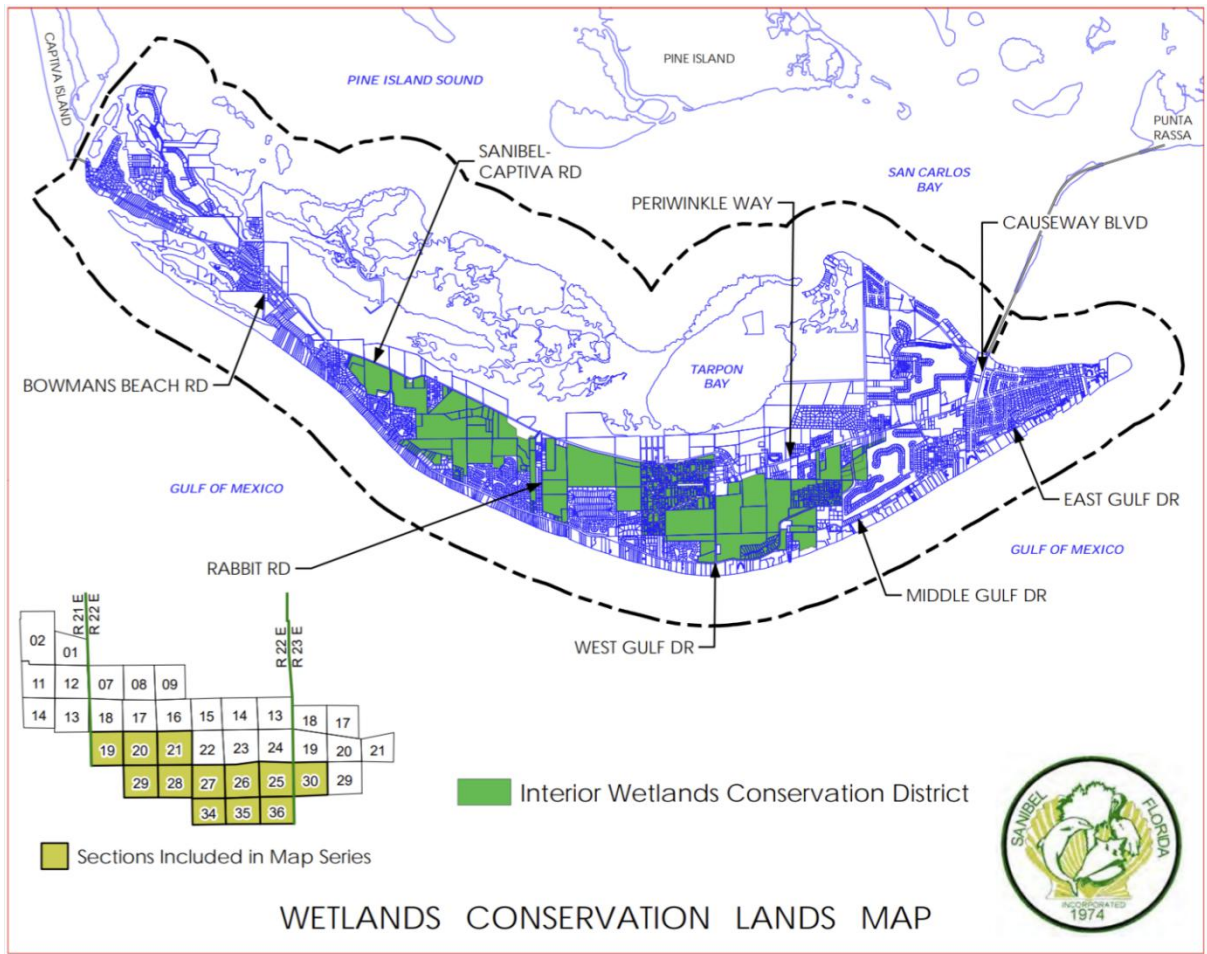 CAPTIVA ISLAND
PINE ISLAND SOUND
PINE ISLAND
PUNTA
RASSA
SANIBEL-
CAPTIVA RD
SAN CARLOS
BAY
PERIWINKLE WAY
CAUSEWAY BLVD
TARPON
BAY
BOWMANS BEACH RD
GULF OF MEXICO
EAST GULF DR
GULF OF MEXICO
RABBIT RD
MIDDLE GULF DR
WEST GULF DR
R 21 E
R 22 E
R 22 E
R 23 E
02
01
11 12 07 08 09
14 13 18 17 16 15 14 13 18 17
19 20 21 22 23 24 19 20 21
29 28 27 26 25 30 29
34 35 36
Interior Wetlands Conservation District
Sections Included in Map Series
SANIBEL FLORIDA
INCORPORATED
1974
WETLANDS CONSERVATION LANDS MAP